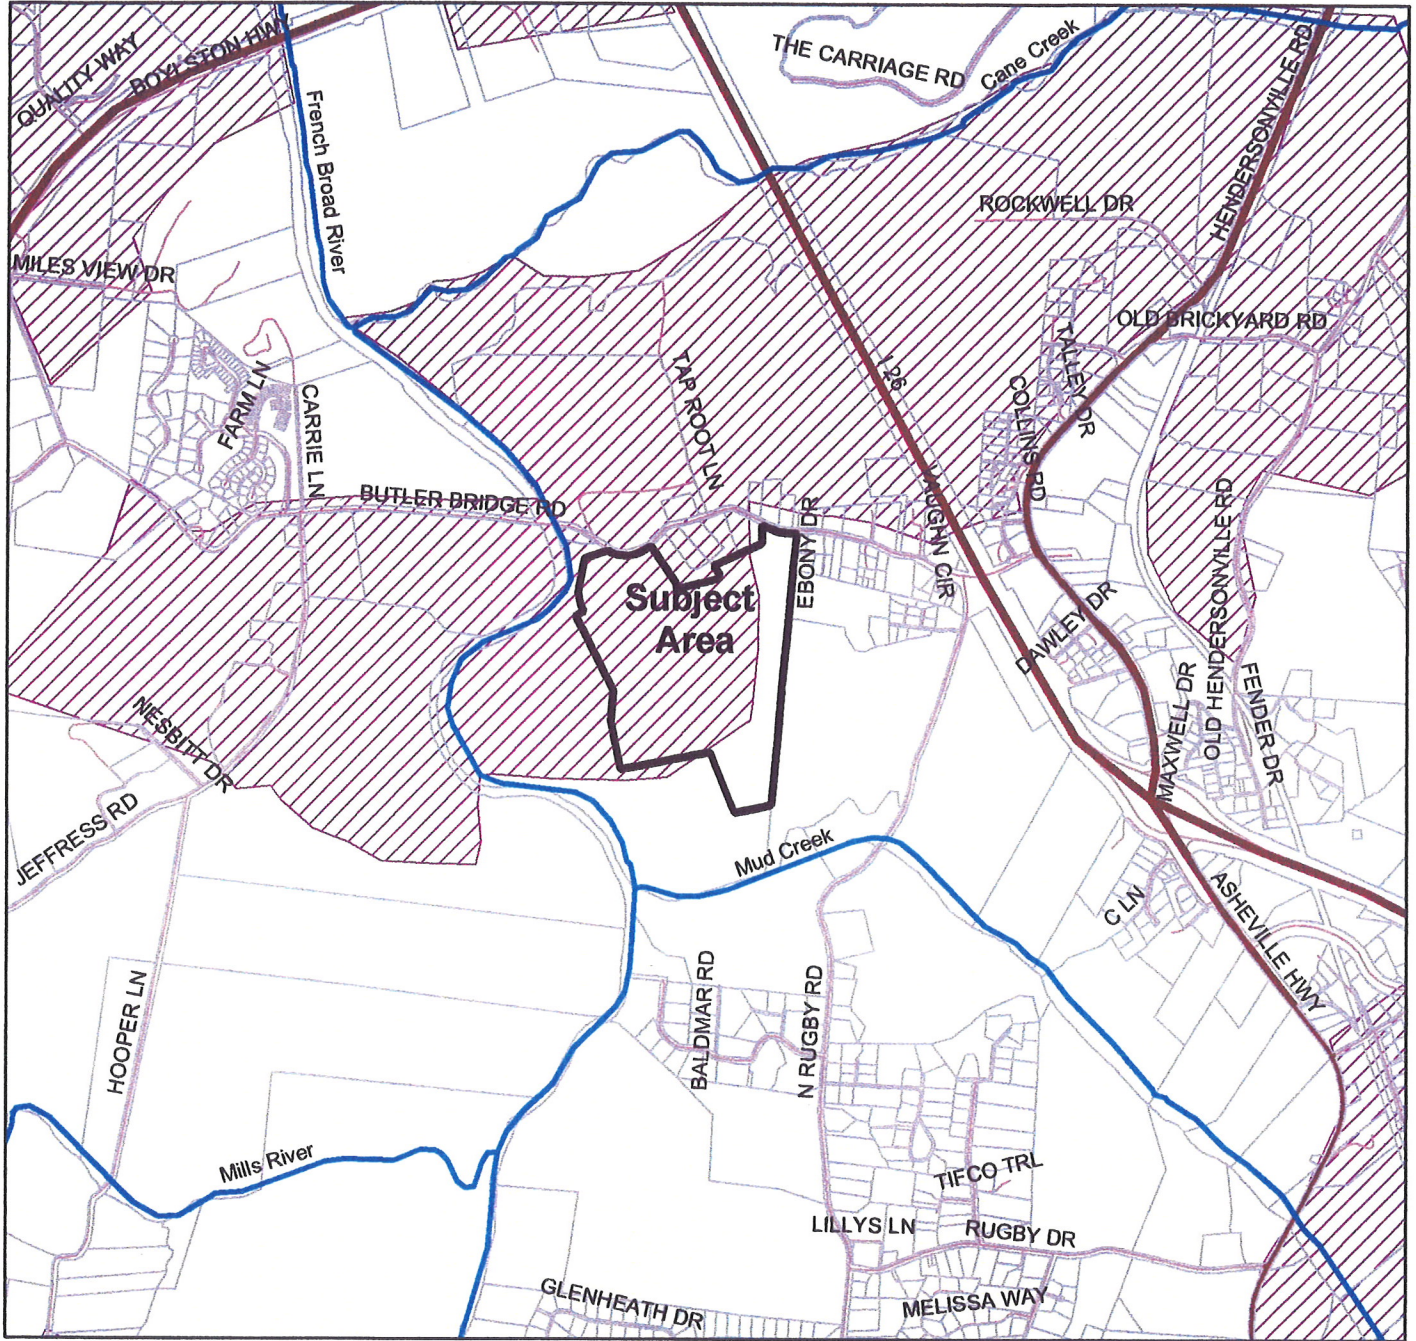 QUALITY WAY
BOYLSTON HWY
THE CARRIAGE RD
Cane Creek
HENDERSONVILLE RD
French Broad River
ROCKWELL DR
MILES VIEW DR
OLD BRICKYARD RD
TALLEY DR
I-26
TAP ROOT LN
COLLINS RD
FARM LN
CARRIE LN
BUTLER BRIDGE RD
VAUGHN CIR
EBONY DR
OLD HENDERSONVILLE RD
Subject
Area
DAWLEY DR
MAXWELL DR
FENDER DR
NESBITT DR
JEFFRESS RD
Mud Creek
C LN
ASHEVILLE HWY
HOOPER LN
BALDMAR RD
N RUGBY RD
Mills River
TIFCO TRL
LILLYS LN
RUGBY DR
GLENHEATH DR
MELISSA WAY